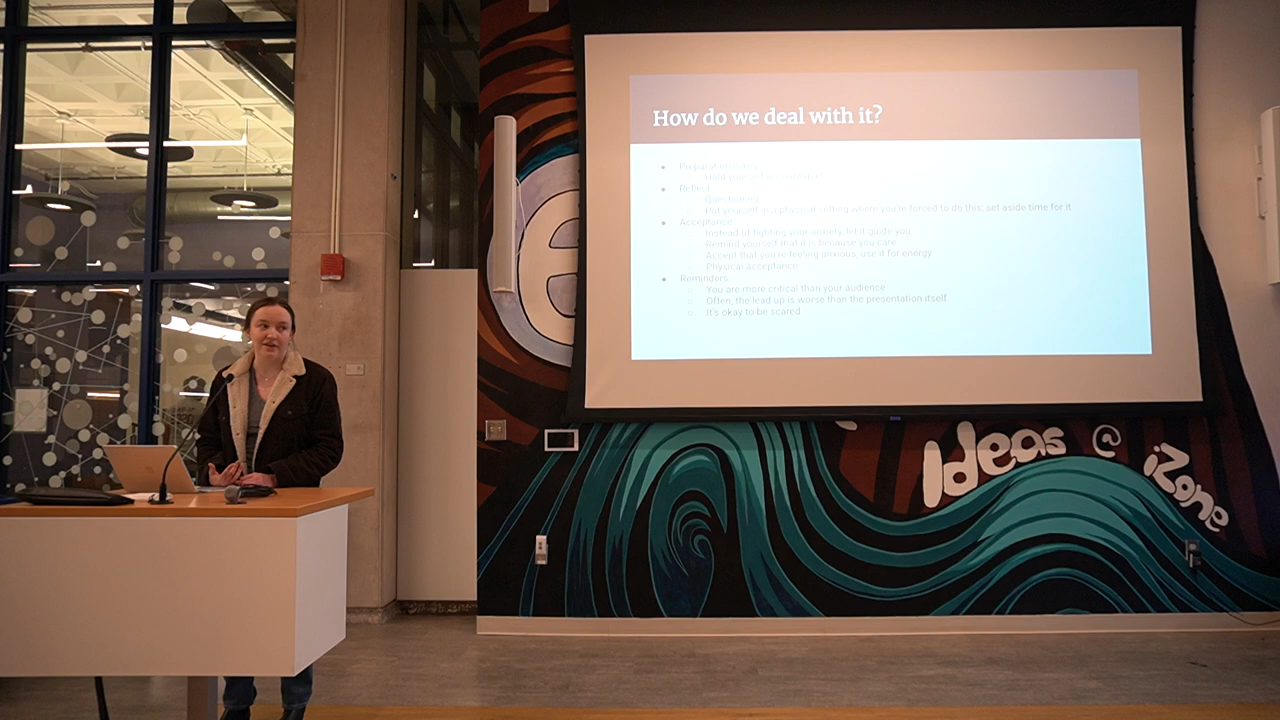 How do we deal with it?
Preparation is key
Hold yourself accountable
Reflect
Questioning
Put yourself in a physical setting where you're forced to do this; set aside time for it
Acceptance
Instead of fighting your anxiety, let it guide you
Remind yourself that it is because you care
Accept that you're feeling anxious, use it for energy
Physical acceptance
Reminders
You are more critical than your audience
Often, the lead up is worse than the presentation itself
It's okay to be scared
e
Ideas @ iZone